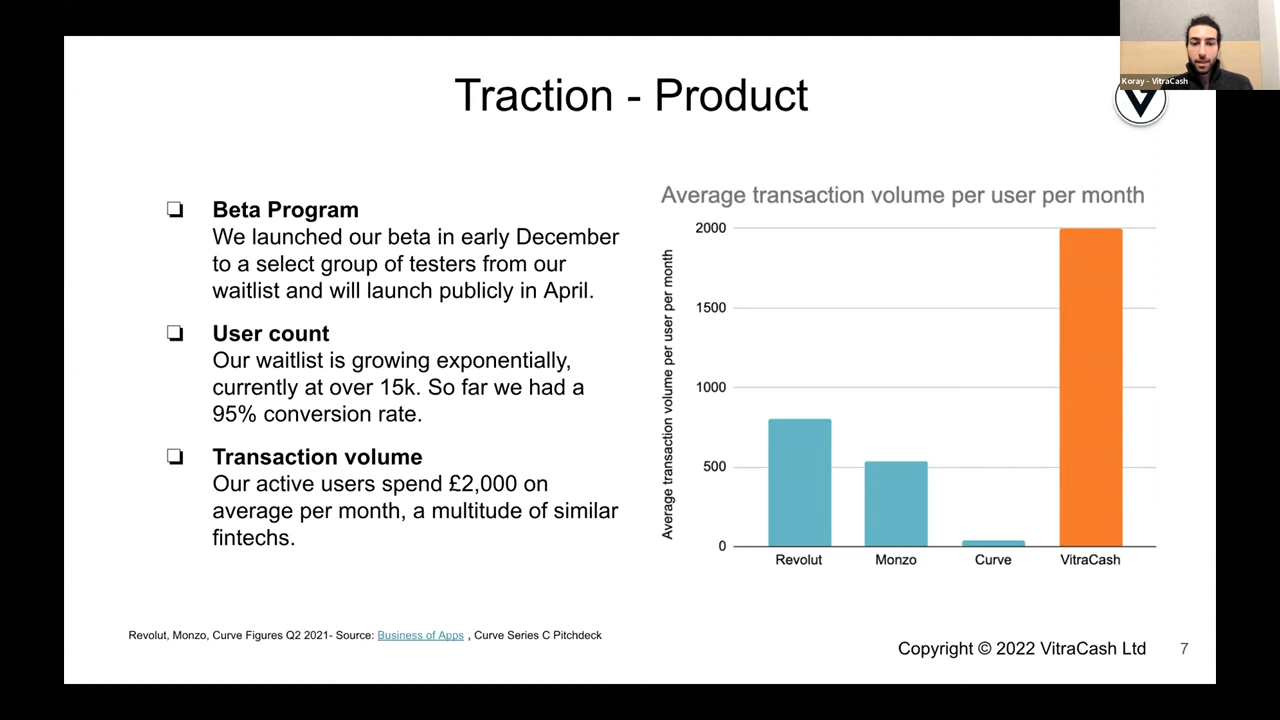 Koray - VitraCash
Traction - Product
Beta Program
We launched our beta in early December
to a select group of testers from our
waitlist and will launch publicly in April.
User count
Our waitlist is growing exponentially,
currently at over 15k. So far we had a
95% conversion rate.
Transaction volume
Our active users spend £2,000 on
average per month, a multitude of similar
fintechs.
Average transaction volume per user per month
Average transaction volume per user per month
2000
1500
1000
500
0
Revolut Monzo Curve VitraCash
Revolut, Monzo, Curve Figures Q2 2021- Source: Business of Apps , Curve Series C Pitchdeck
Copyright © 2022 VitraCash Ltd 7